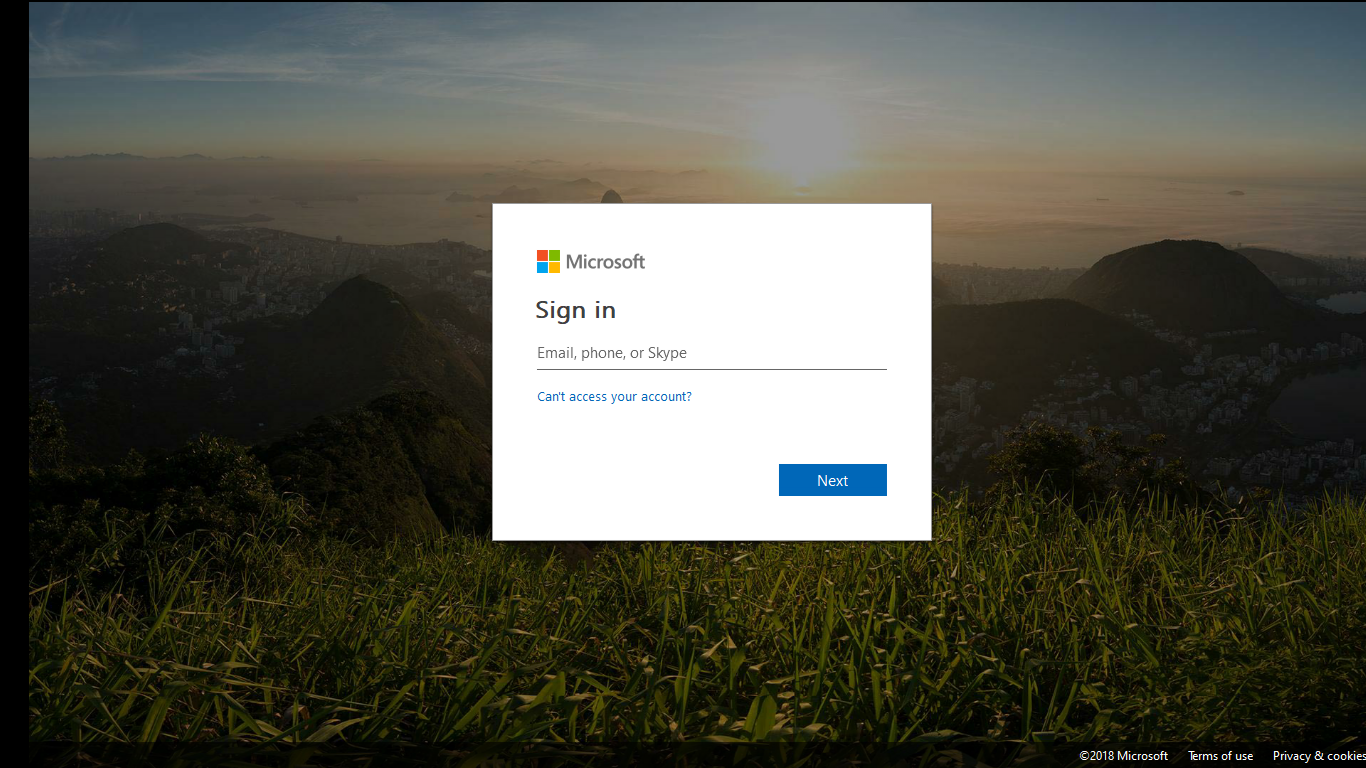 Microsoft
Sign in
Email, phone, or Skype
Can't access your account?
Next
©2018 Microsoft Terms of use Privacy & cookies